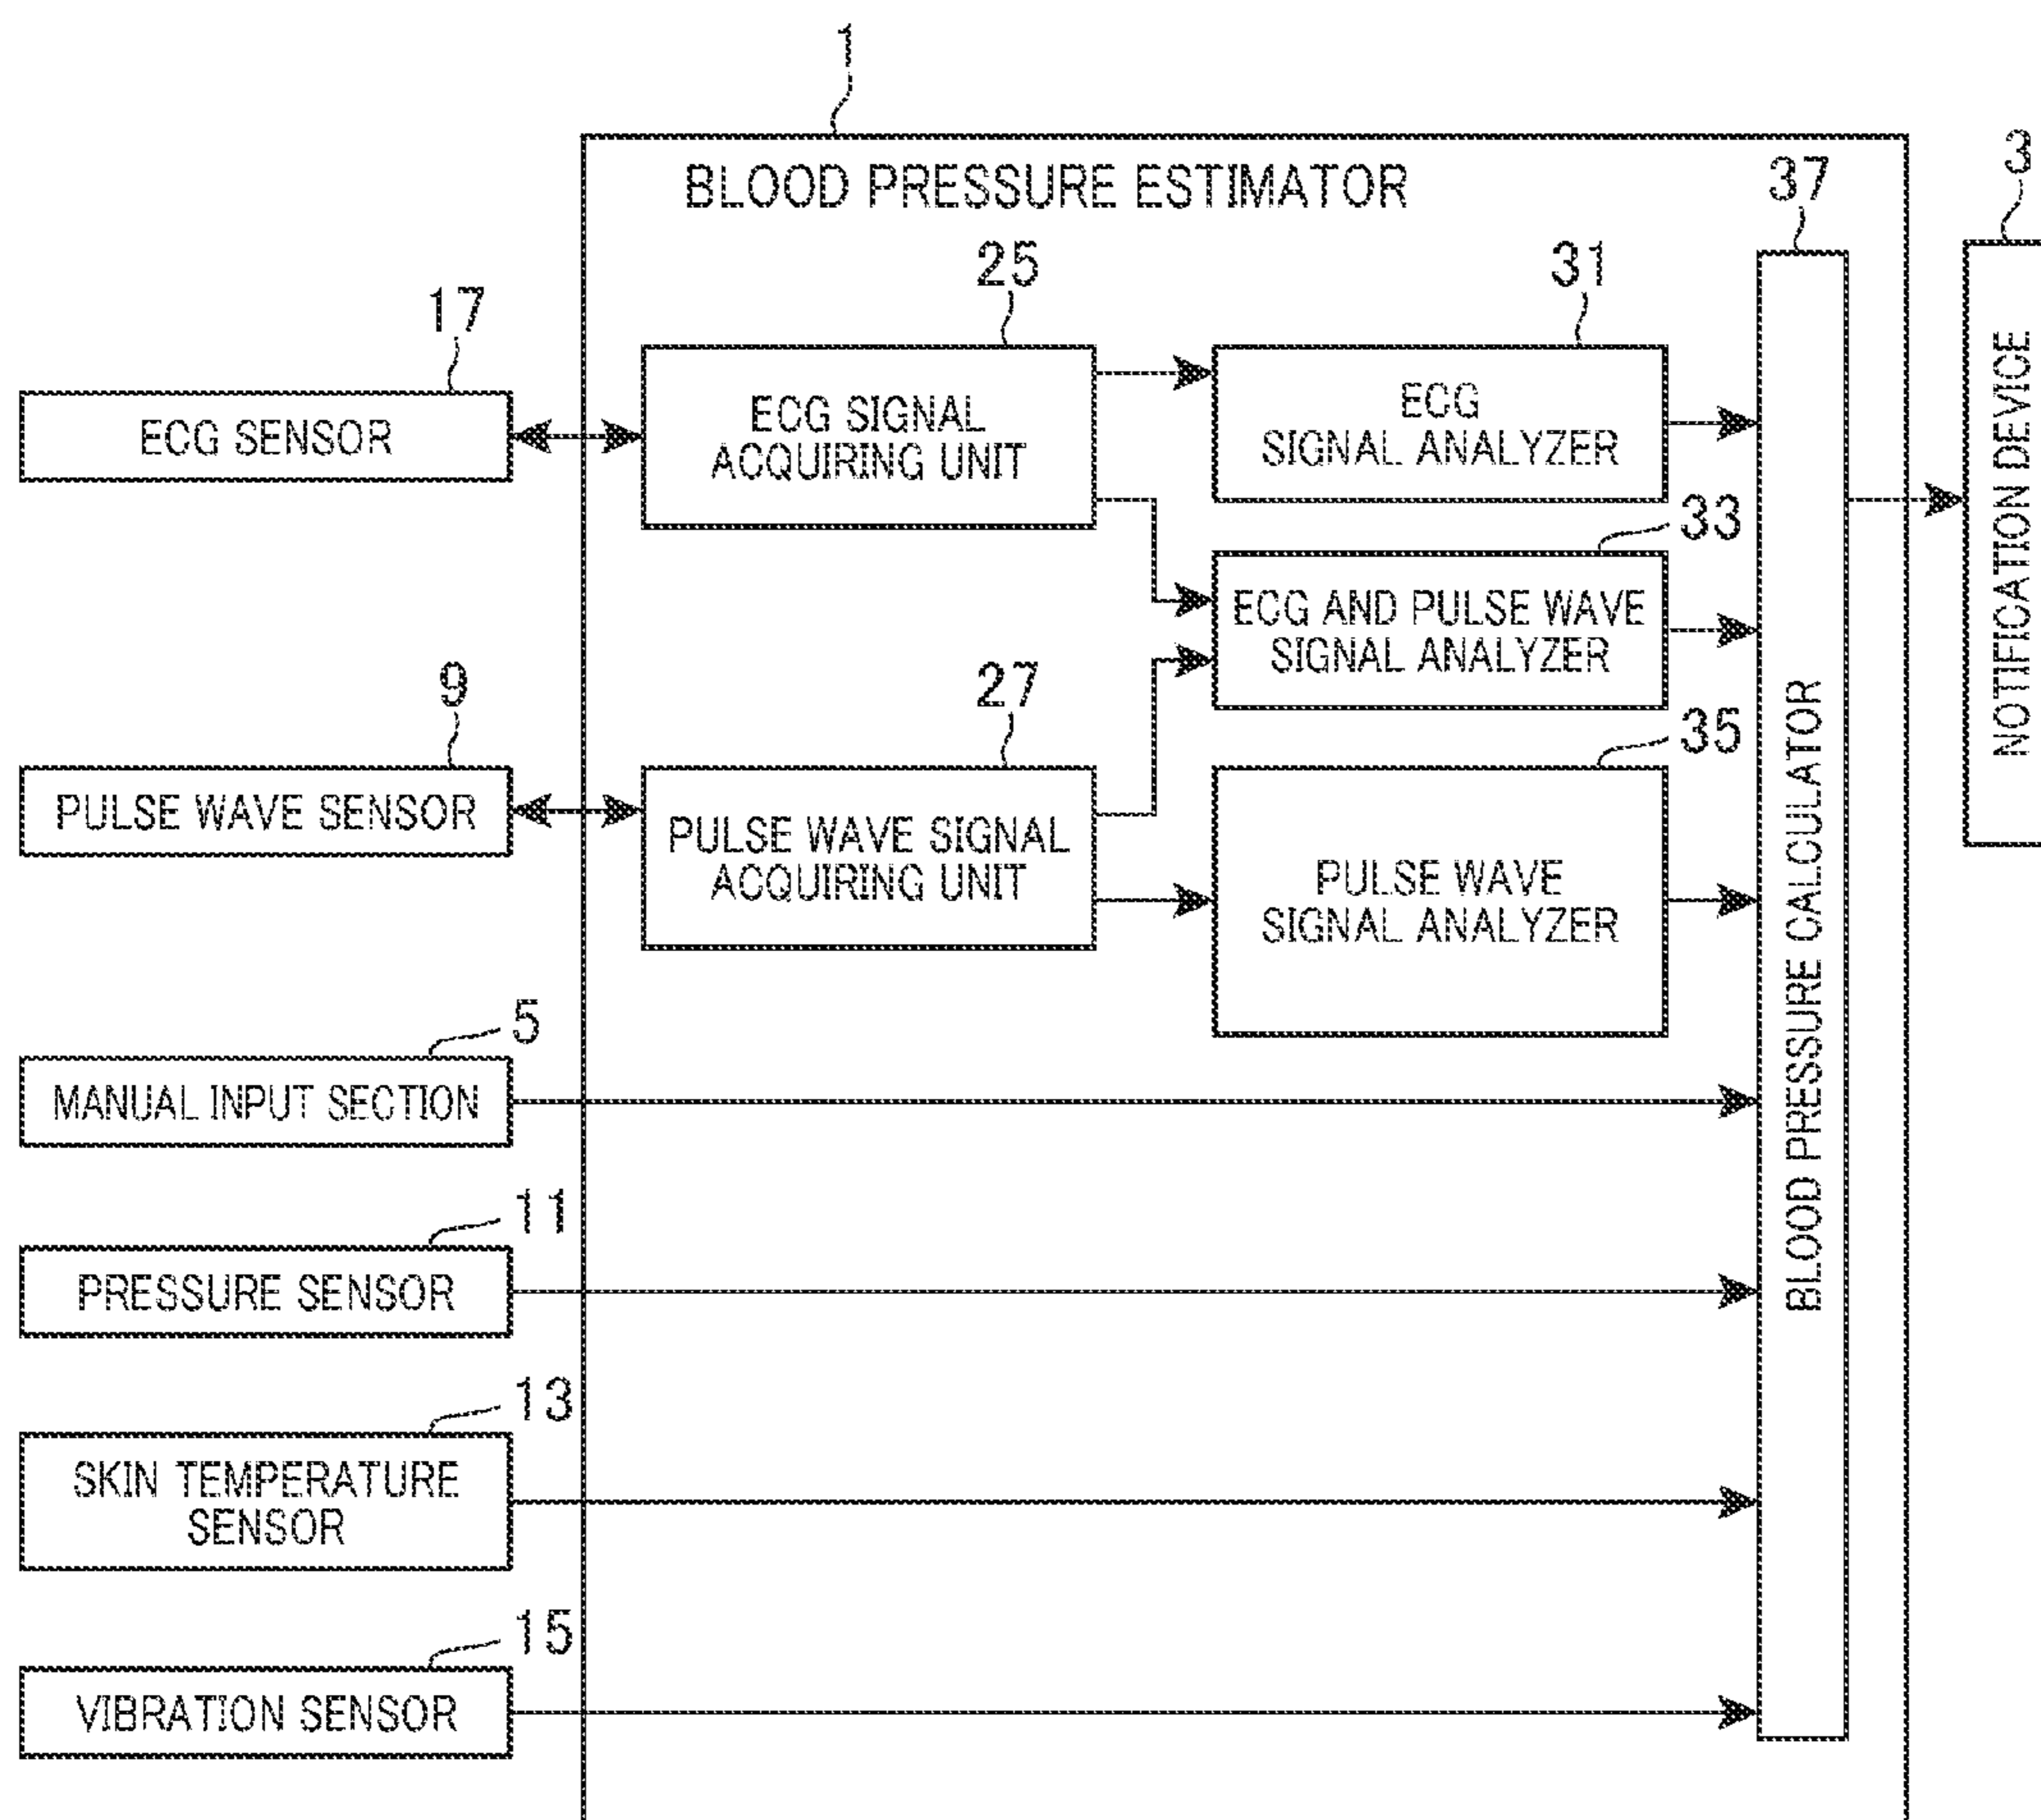 1
BLOOD PRESSURE ESTIMATOR
37
3
25
31
17
ECG SENSOR
ECG SIGNAL
ACQUIRING UNIT
ECG
SIGNAL ANALYZER
NOTIFICATION DEVICE
33
ECG AND PULSE WAVE
SIGNAL ANALYZER
9
27
35
PULSE WAVE SENSOR
PULSE WAVE SIGNAL
ACQUIRING UNIT
PULSE WAVE
SIGNAL ANALYZER
BLOOD PRESSURE CALCULATOR
5
MANUAL INPUT SECTION
11
PRESSURE SENSOR
13
SKIN TEMPERATURE
SENSOR
15
VIBRATION SENSOR